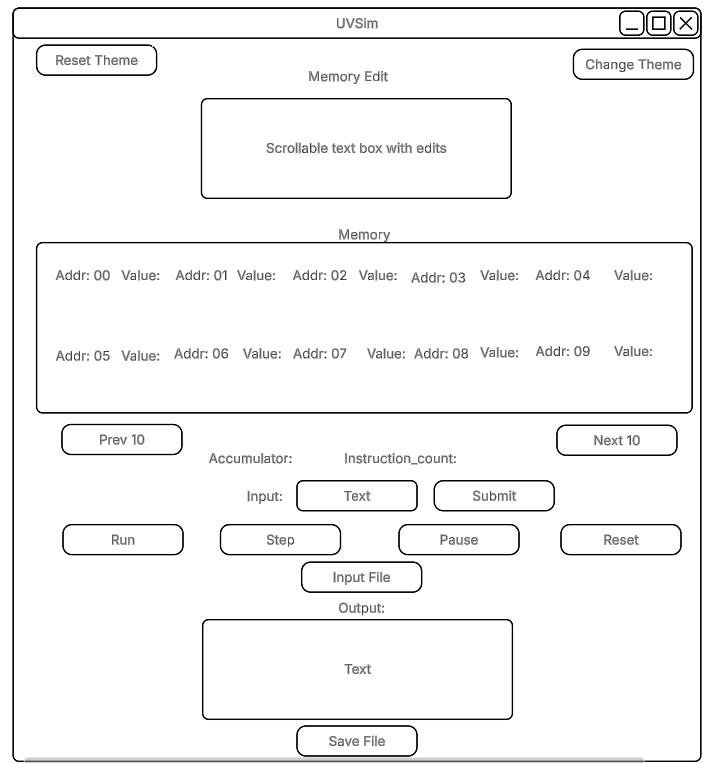 UVSim
Reset Theme
Change Theme
Memory Edit
Scrollable text box with edits
Memory
Addr: 00 Value: Addr: 01 Value: Addr: 02 Value: Addr: 03 Value: Addr: 04 Value:
Addr: 05 Value: Addr: 06 Value: Addr: 07 Value: Addr: 08 Value: Addr: 09 Value:
Prev 10
Next 10
Accumulator: Instruction_count:
Input: Text Submit
Run Step Pause Reset
Input File
Output:
Text
Save File